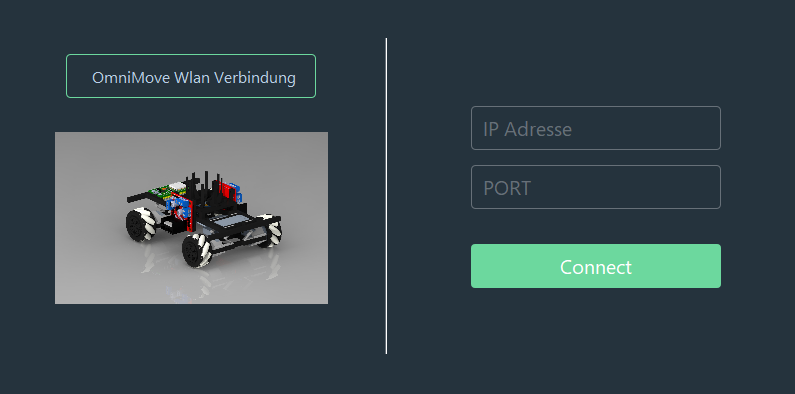 OmniMove Wlan Verbindung
IP Adresse
PORT
Connect